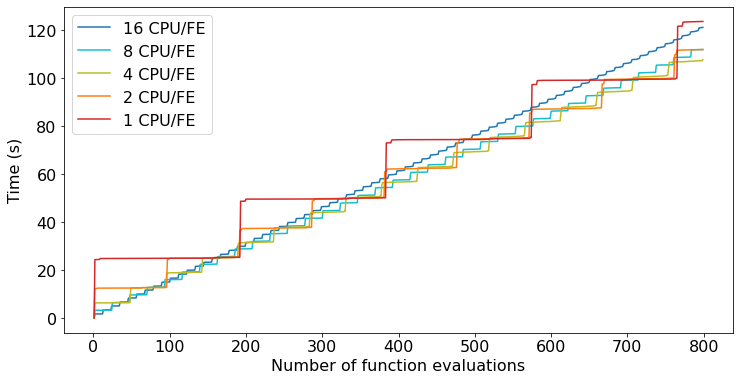 16 CPU/FE
8 CPU/FE
4 CPU/FE
2 CPU/FE
1 CPU/FE
120
100
80
60
40
20
0
Time (s)
0 100 200 300 400 500 600 700 800
Number of function evaluations